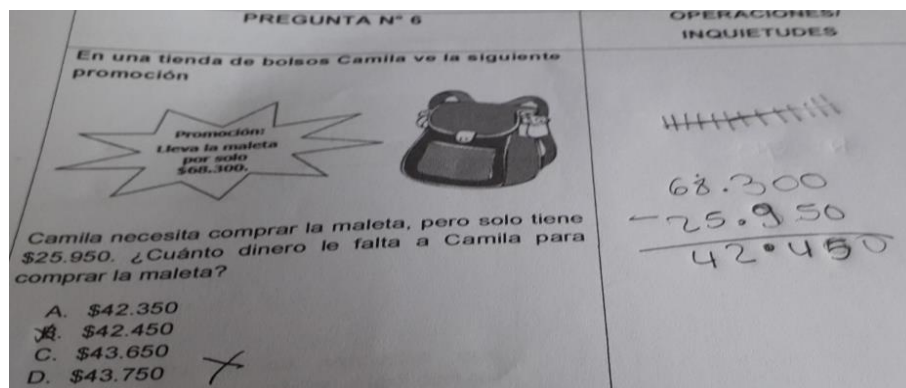 PREGUNTA N° 6
OPERACIONES/
INQUIETUDES
En una tienda de bolsos Camila ve la siguiente
promoción
Promoción:
Lleva la maleta
por solo
$68.300.
Camila necesita comprar la maleta, pero solo tiene
$25.950. ¿Cuánto dinero le falta a Camila para
comprar la maleta?
A. $42.350
B. $42.450
C. $43.650
D. $43.750
68.300
- 25.950
42.450